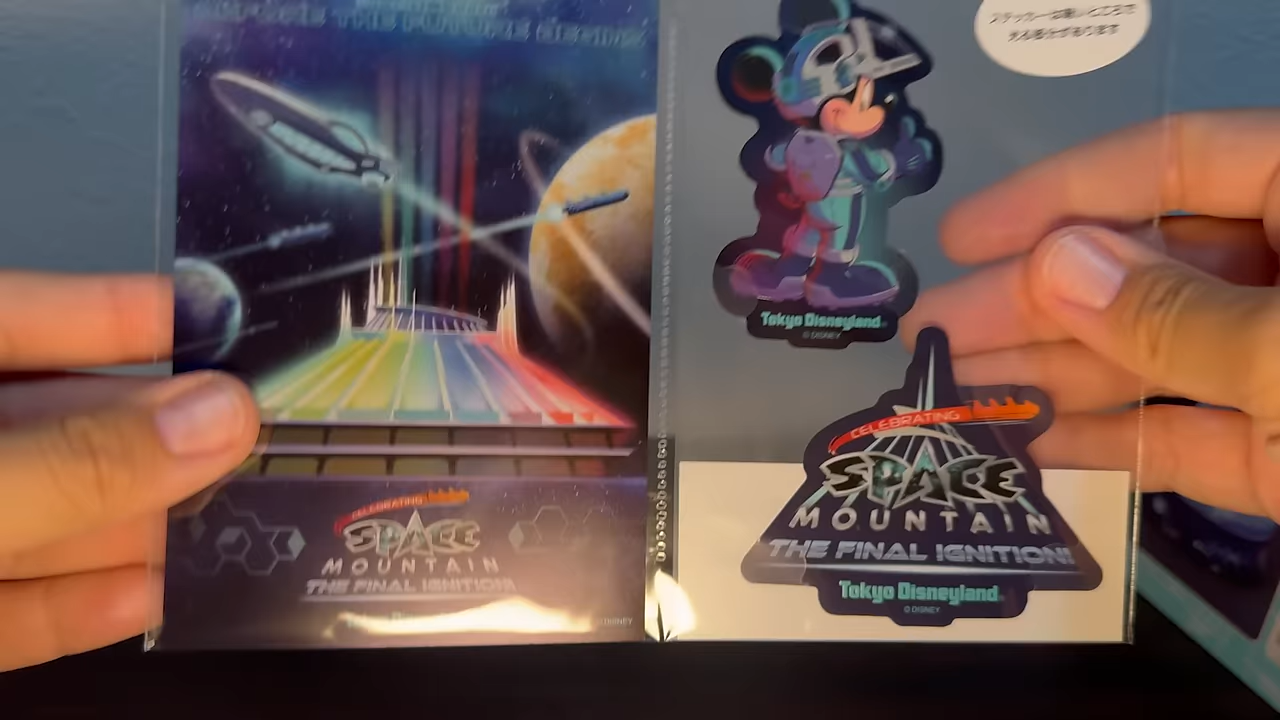 BEFORE THE FUTURE BEGINS
CELEBRATING
SPACE
MOUNTAIN
THE FINAL IGNITION!
©DISNEY
Tokyo Disneyland
© DISNEY
CELEBRATING
SPACE
MOUNTAIN
THE FINAL IGNITION!
Tokyo Disneyland
© DISNEY